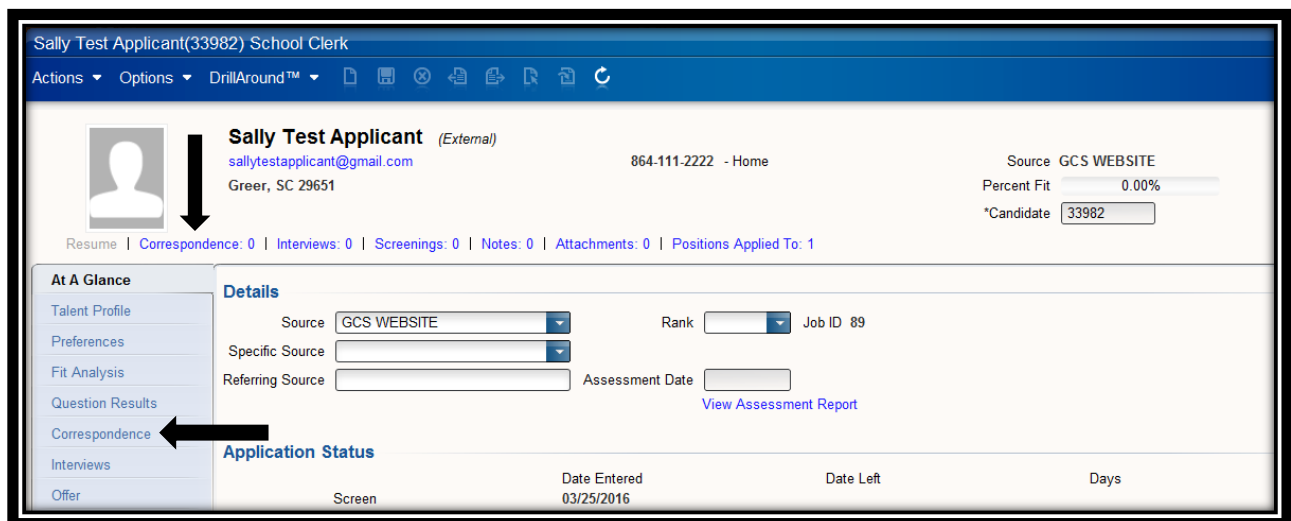 Sally Test Applicant(33982) School Clerk
Actions Options DrillAround™
Sally Test Applicant (External)
sallytestapplicant@gmail.com 864-111-2222 - Home Source GCS WEBSITE
Greer, SC 29651 Percent Fit 0.00%
*Candidate 33982
Resume | Correspondence: 0 | Interviews: 0 | Screenings: 0 | Notes: 0 | Attachments: 0 | Positions Applied To: 1
At A Glance
Talent Profile
Preferences
Fit Analysis
Question Results
Correspondence
Interviews
Offer
Details
Source GCS WEBSITE Rank Job ID 89
Specific Source
Referring Source Assessment Date
View Assessment Report
Application Status
Date Entered Date Left Days
Screen 03/25/2016